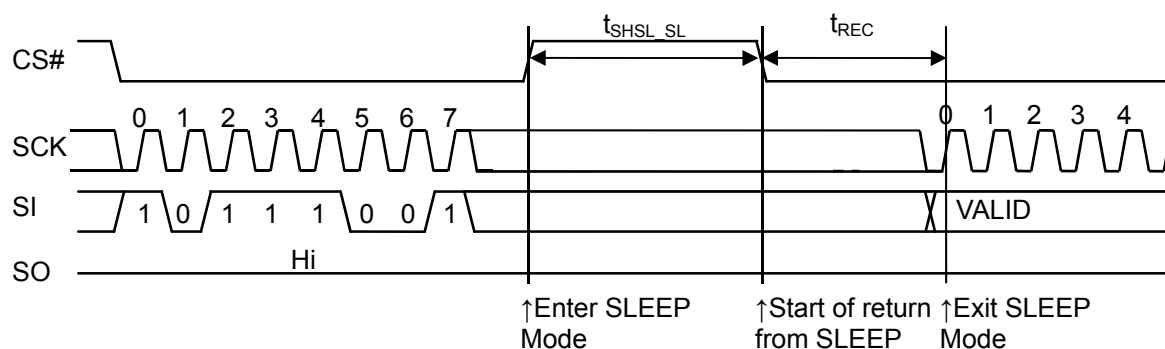 t_SHSL_SL t_REC
CS#
0 1 2 3 4 5 6 7 0 1 2 3 4
SCK
SI 1 0 1 1 1 0 0 1 VALID
Hi
SO
↑Enter SLEEP Mode
↑Start of return from SLEEP
↑Exit SLEEP Mode